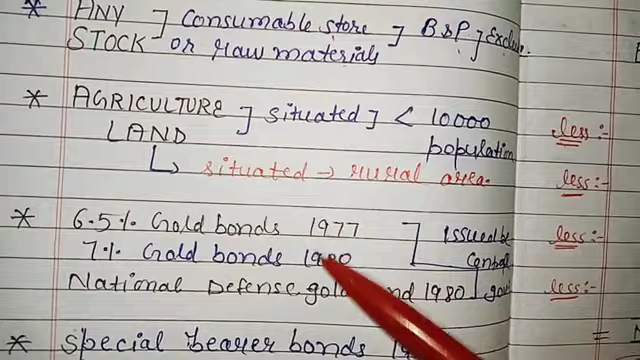 * ANY ] Consumable store ] B&P ] Exclu
STOCK or raw materials
* AGRICULTURE ] situated ] < 10000
LAND population
↳ situated → rural area.
* 6.5% Gold bonds 1977 ] Issued by
7% Gold bonds 1980 Central
National Defense gold 1980 govt
* Special bearer bonds
less:-
less:-
less:-
less:-